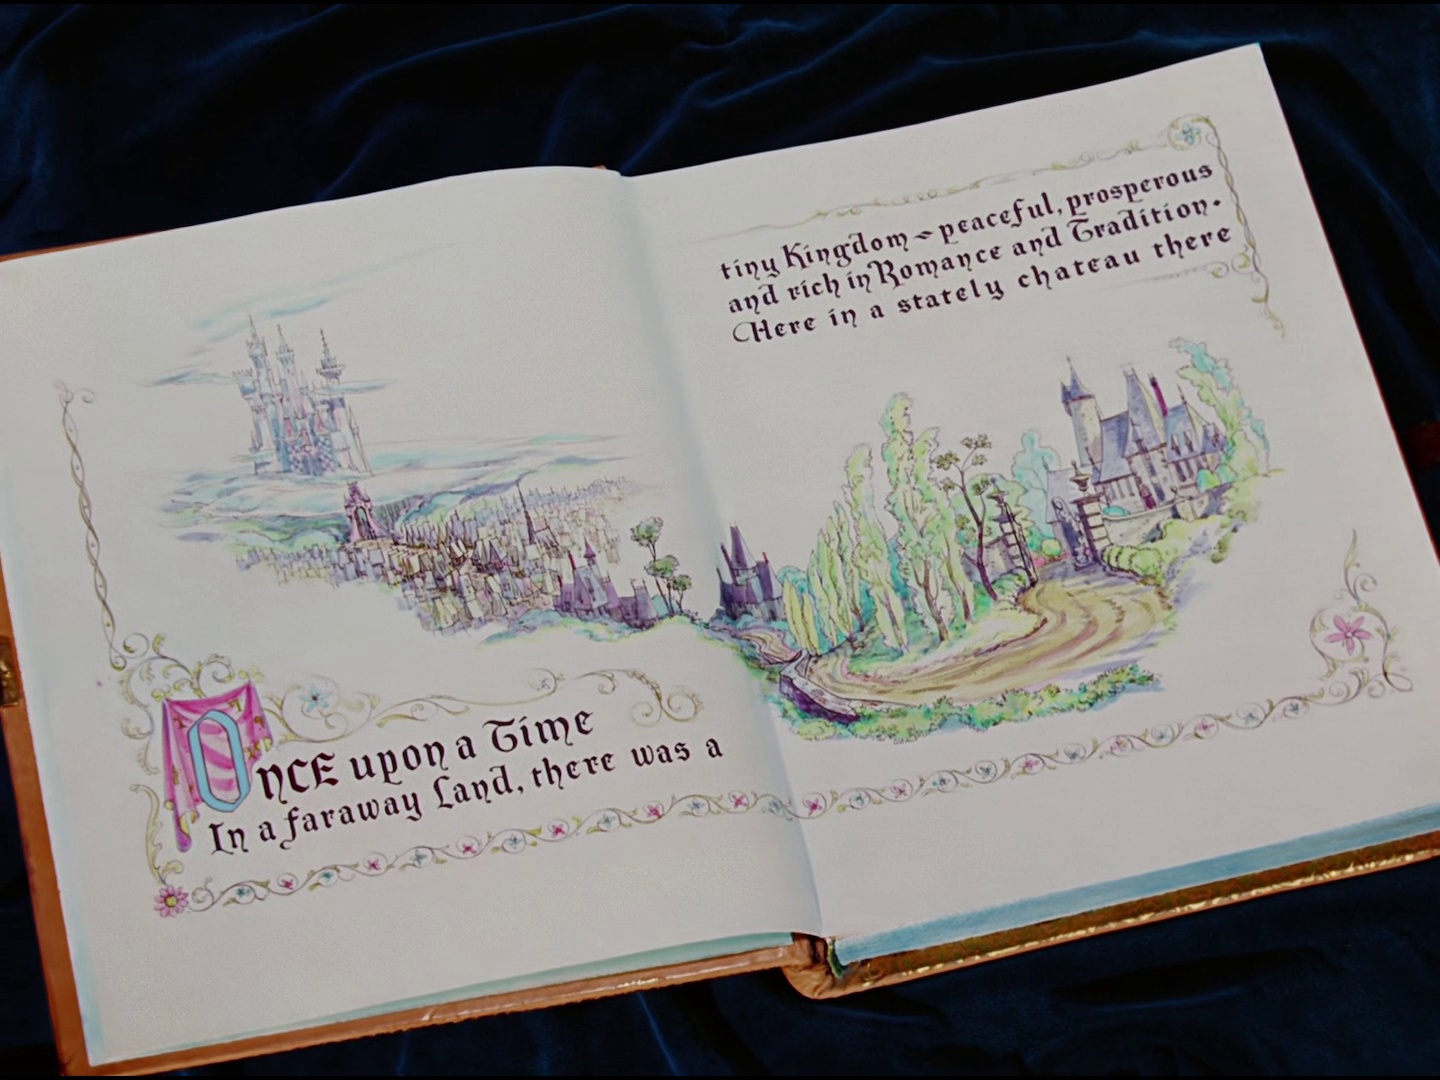 ONCE upon a Time
In a faraway Land, there was a
tiny Kingdom ~ peaceful, prosperous
and rich in Romance and Tradition.
Here in a stately chateau there